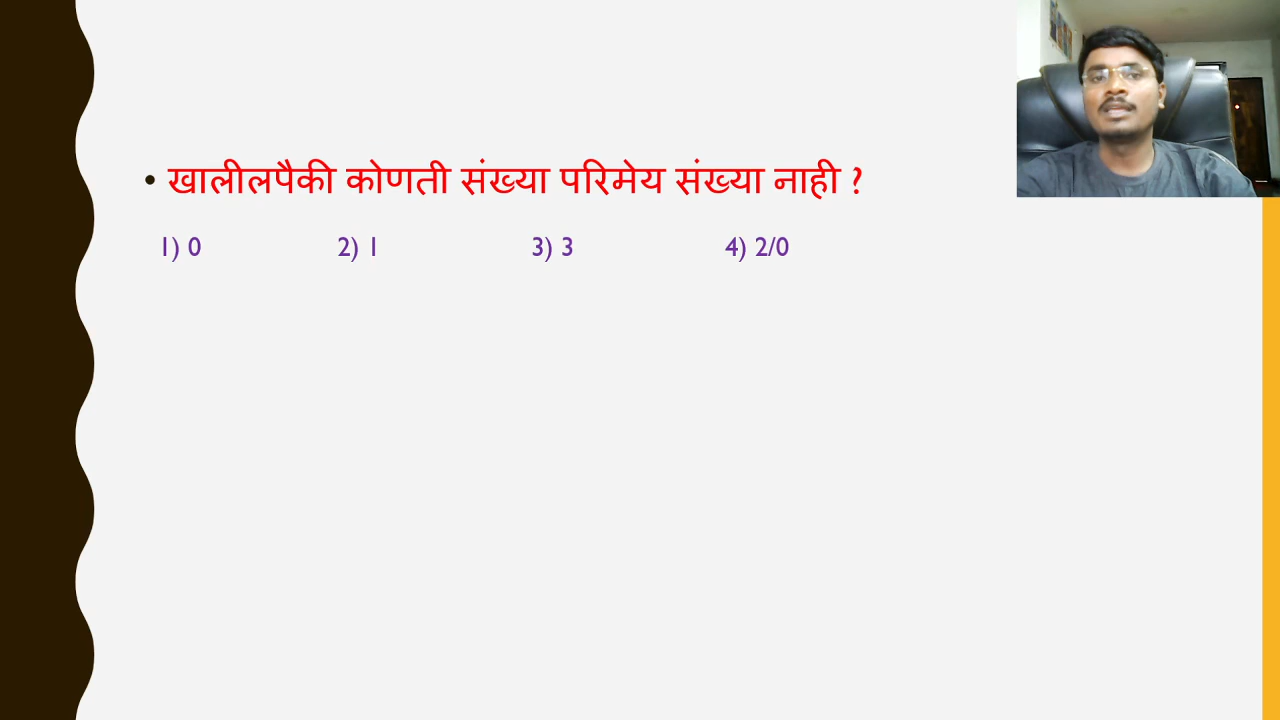 • खालीलपैकी कोणती संख्या परिमेय संख्या नाही ?
1) 0 2) 1 3) 3 4) 2/0